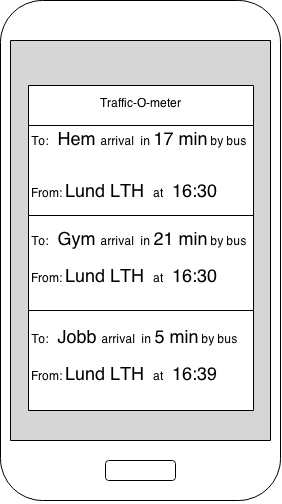 Traffic-O-meter
To: Hem arrival in 17 min by bus
From: Lund LTH at 16:30
To: Gym arrival in 21 min by bus
From: Lund LTH at 16:30
To: Jobb arrival in 5 min by bus
From: Lund LTH at 16:39